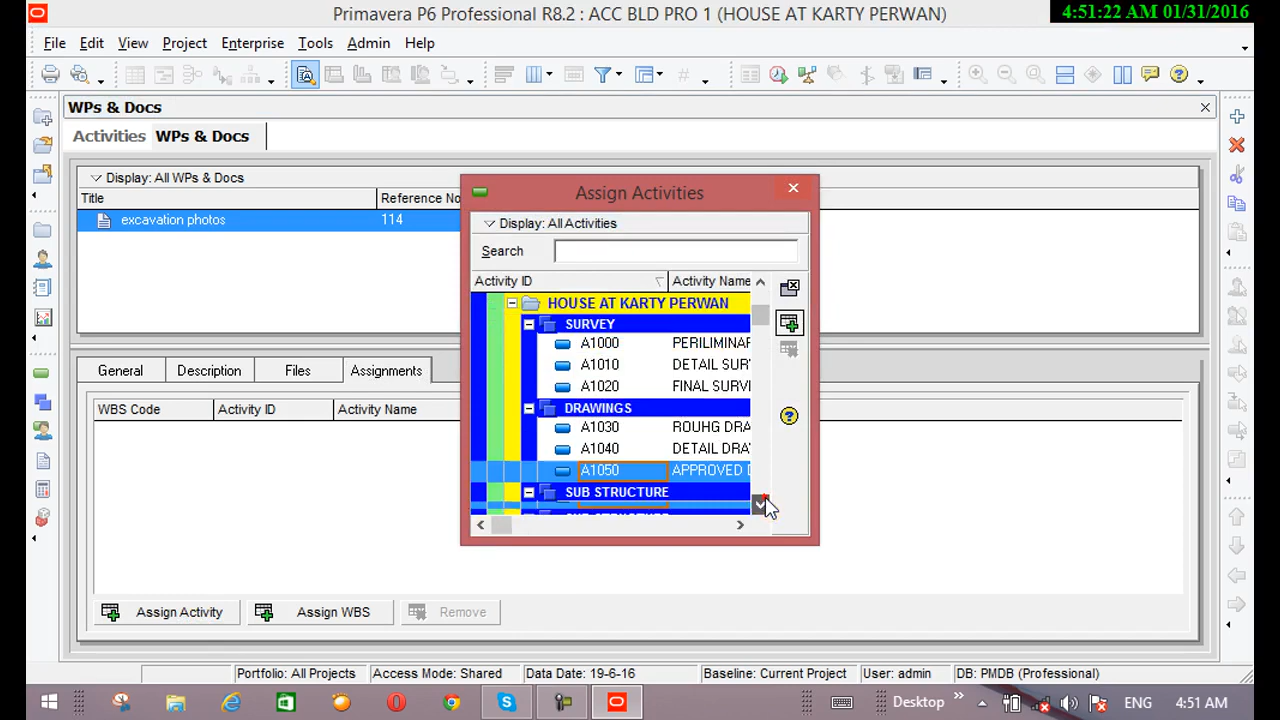 Primavera P6 Professional R8.2 : ACC BLD PRO 1 (HOUSE AT KARTY PERWAN)
4:51:22 AM 01/31/2016
File Edit View Project Enterprise Tools Admin Help
WPs & Docs
Activities WPs & Docs
Display: All WPs & Docs
Title Reference No
excavation photos 114
Assign Activities
Display: All Activities
Search
Activity ID Activity Name
HOUSE AT KARTY PERWAN
SURVEY
A1000 PERILIMINAR
A1010 DETAIL SUR
A1020 FINAL SURVI
DRAWINGS
A1030 ROUHG DRA
A1040 DETAIL DRA
A1050 APPROVED D
SUB STRUCTURE
General Description Files Assignments
WBS Code Activity ID Activity Name
Assign Activity Assign WBS Remove
Portfolio: All Projects Access Mode: Shared Data Date: 19-6-16 Baseline: Current Project User: admin DB: PMDB (Professional)
Desktop ENG 4:51 AM